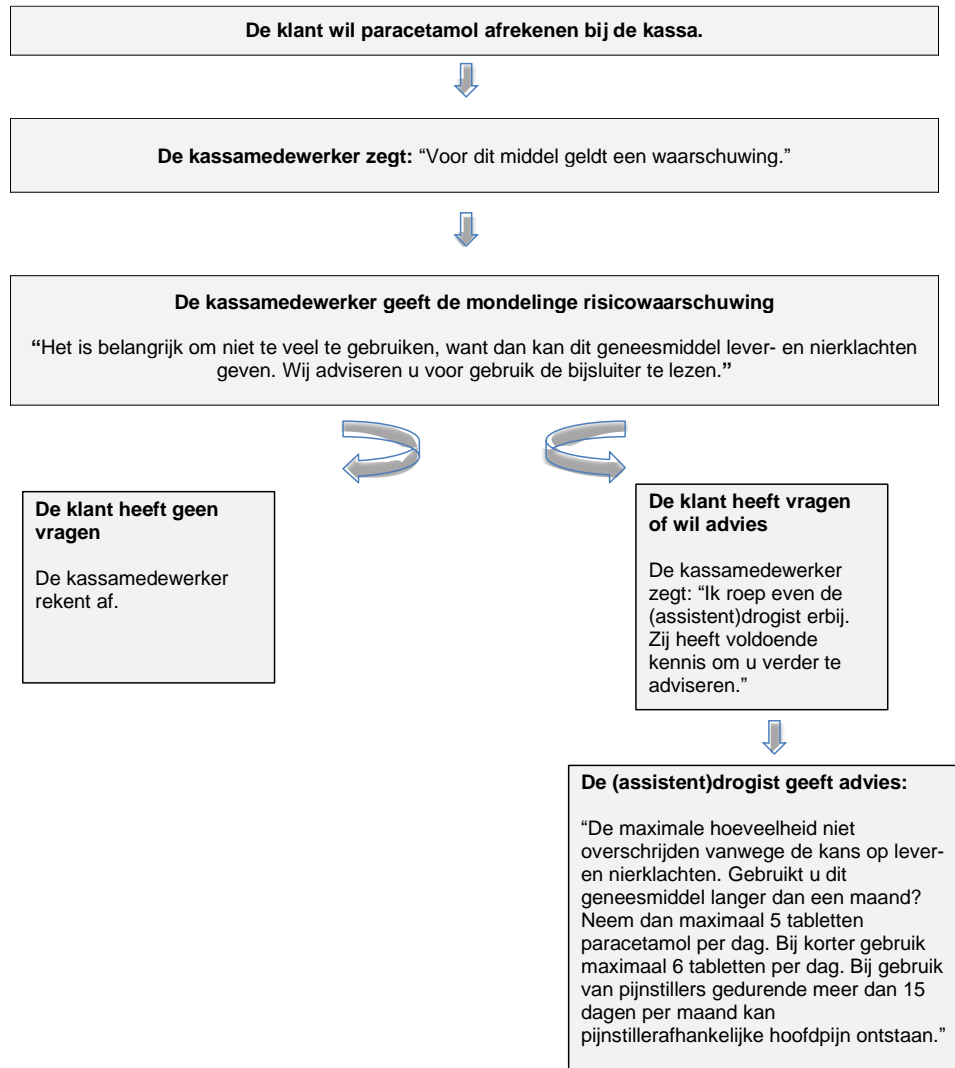 De klant wil paracetamol afrekenen bij de kassa.
De kassamedewerker zegt: “Voor dit middel geldt een waarschuwing.”
De kassamedewerker geeft de mondelinge risicowaarschuwing
“Het is belangrijk om niet te veel te gebruiken, want dan kan dit geneesmiddel lever- en nierklachten
geven. Wij adviseren u voor gebruik de bijsluiter te lezen.”
De klant heeft geen
vragen
De kassamedewerker
rekent af.
De klant heeft vragen
of wil advies
De kassamedewerker
zegt: “Ik roep even de
(assistent)drogist erbij.
Zij heeft voldoende
kennis om u verder te
adviseren.”
De (assistent)drogist geeft advies:
“De maximale hoeveelheid niet
overschrijden vanwege de kans op lever-
en nierklachten. Gebruikt u dit
geneesmiddel langer dan een maand?
Neem dan maximaal 5 tabletten
paracetamol per dag. Bij korter gebruik
maximaal 6 tabletten per dag. Bij gebruik
van pijnstillers gedurende meer dan 15
dagen per maand kan
pijnstillerafhankelijke hoofdpijn ontstaan.”